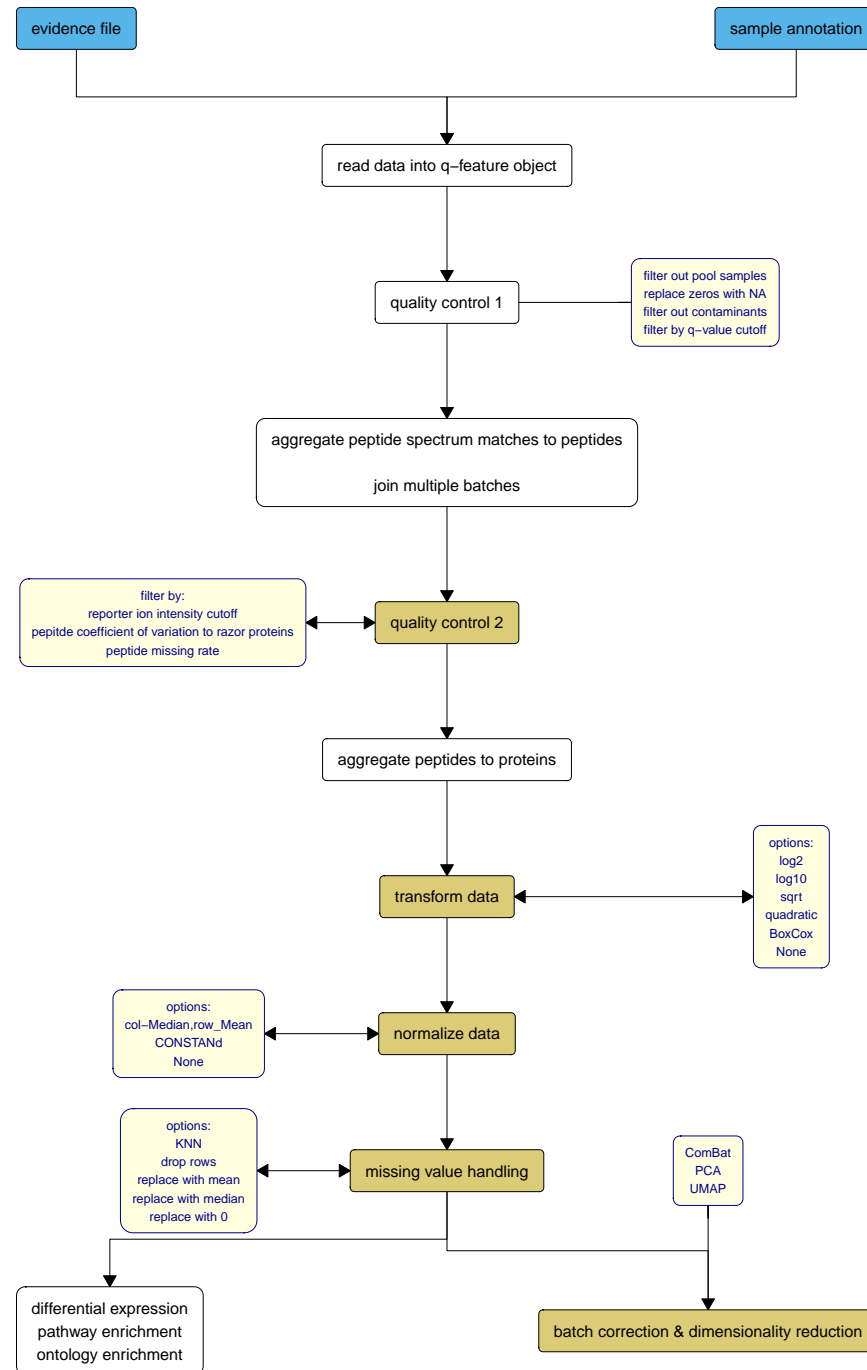 evidence file
sample annotation
read data into q−feature object
quality control 1
filter out pool samples
replace zeros with NA
filter out contaminants
filter by q-value cutoff
aggregate peptide spectrum matches to peptides
join multiple batches
filter by:
reporter ion intensity cutoff
pepitde coefficient of variation to razor proteins
peptide missing rate
quality control 2
aggregate peptides to proteins
transform data
options:
log2
log10
sqrt
quadratic
BoxCox
None
options:
col−Median,row_Mean
CONSTANd
None
normalize data
options:
KNN
drop rows
replace with mean
replace with median
replace with 0
missing value handling
ComBat
PCA
UMAP
differential expression
pathway enrichment
ontology enrichment
batch correction & dimensionality reduction